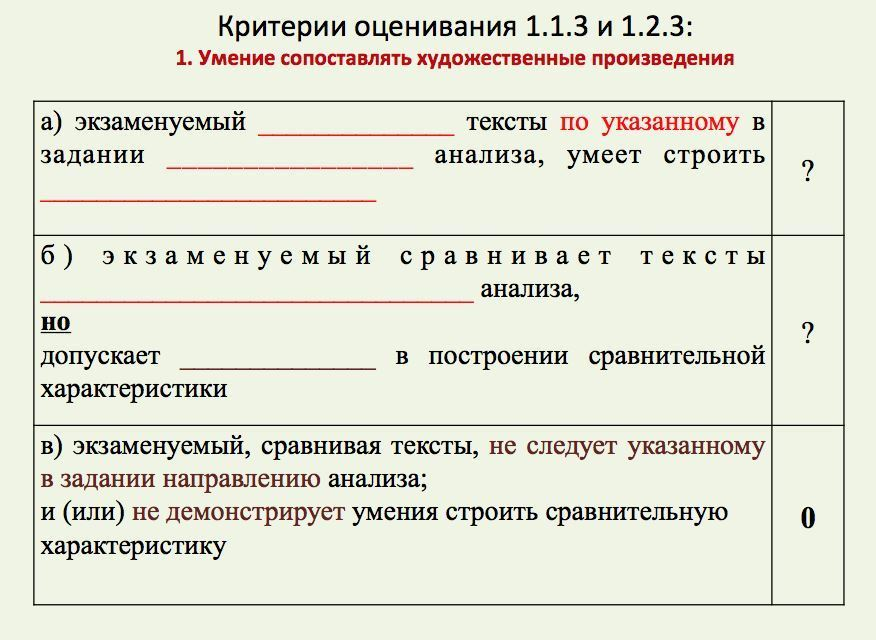 Критерии оценивания 1.1.3 и 1.2.3:
1. Умение сопоставлять художественные произведения
а) экзаменуемый ______________ тексты по указанному в
задании ________________ анализа, умеет строить
________________________
?
б) экзаменуемый сравнивает тексты
_______________________________ анализа,
но
допускает ______________ в построении сравнительной
характеристики
?
в) экзаменуемый, сравнивая тексты, не следует указанному
в задании направлению анализа;
и (или) не демонстрирует умения строить сравнительную
характеристику
0